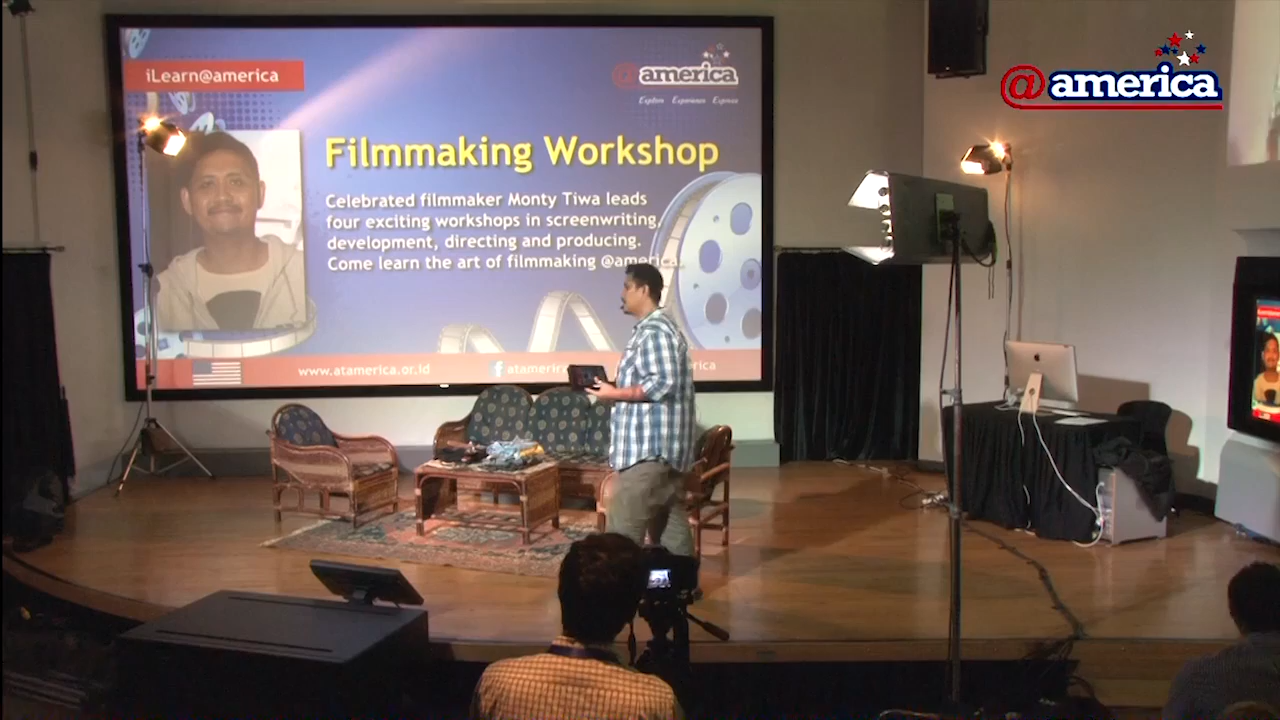 iLearn@america
@america
Explore Experience Express
Filmmaking Workshop
Celebrated filmmaker Monty Tiwa leads
four exciting workshops in screenwriting,
development, directing and producing.
Come learn the art of filmmaking @america.
www.atamerica.or.id
@america